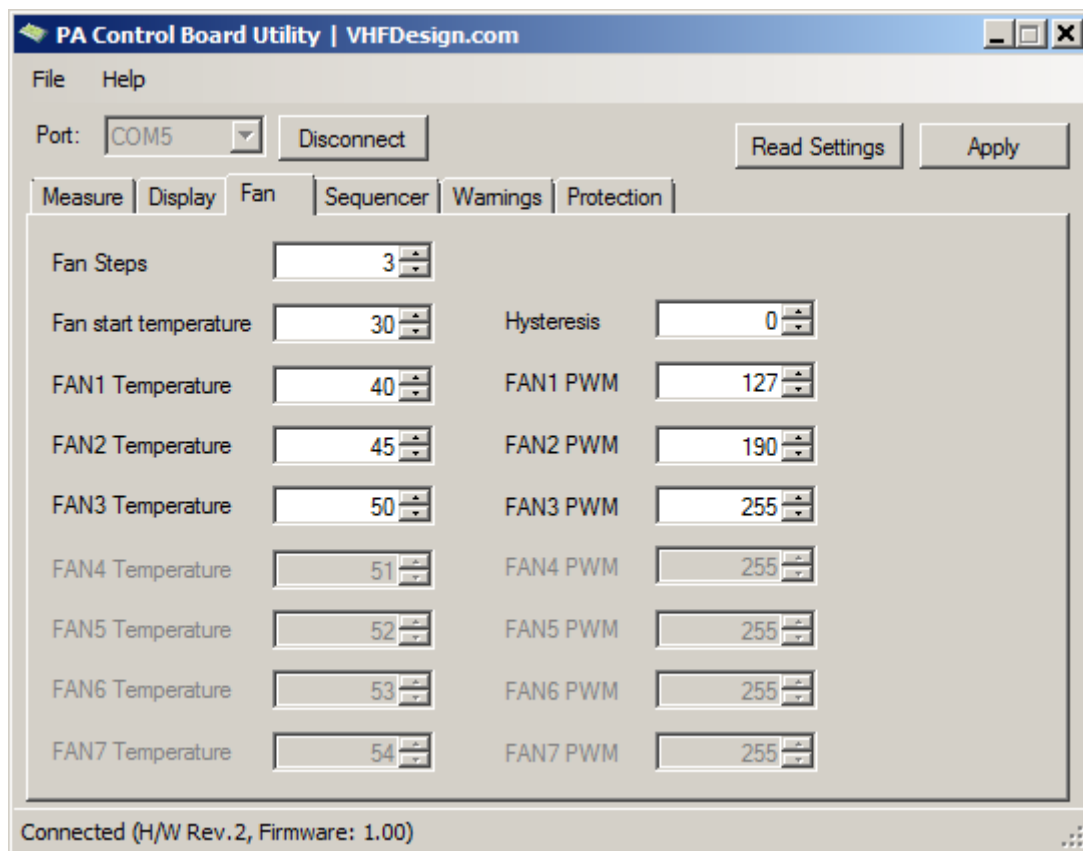 PA Control Board Utility | VHFDesign.com
File Help
Port: COM5 Disconnect Read Settings Apply
Measure Display Fan Sequencer Warnings Protection
Fan Steps 3
Fan start temperature 30 Hysteresis 0
FAN1 Temperature 40 FAN1 PWM 127
FAN2 Temperature 45 FAN2 PWM 190
FAN3 Temperature 50 FAN3 PWM 255
FAN4 Temperature 51 FAN4 PWM 255
FAN5 Temperature 52 FAN5 PWM 255
FAN6 Temperature 53 FAN6 PWM 255
FAN7 Temperature 54 FAN7 PWM 255
Connected (H/W Rev.2, Firmware: 1.00)